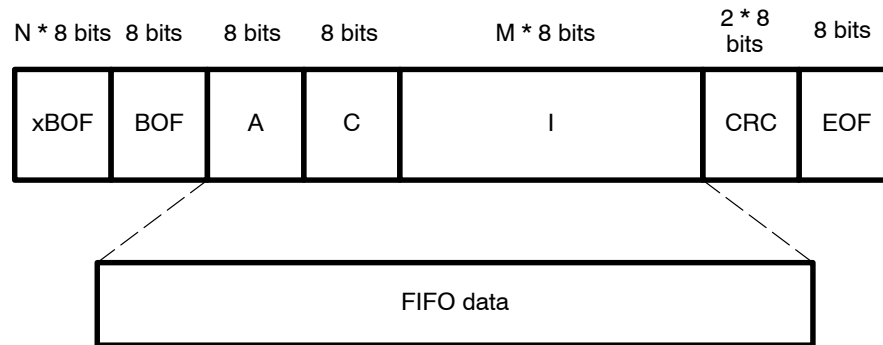 N * 8 bits 8 bits 8 bits 8 bits M * 8 bits 2 * 8 bits 8 bits
xBOF BOF A C I CRC EOF
FIFO data